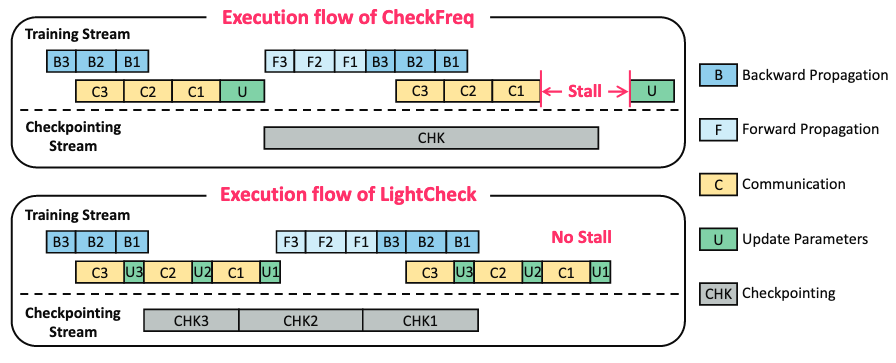 Execution flow of CheckFreq
Training Stream
B3 B2 B1 F3 F2 F1 B3 B2 B1
C3 C2 C1 U C3 C2 C1 Stall U
Checkpointing
Stream
CHK
Execution flow of LightCheck
Training Stream
B3 B2 B1 F3 F2 F1 B3 B2 B1 No Stall
C3 U3 C2 U2 C1 U1 C3 U3 C2 U2 C1 U1
Checkpointing
Stream
CHK3 CHK2 CHK1
B Backward Propagation
F Forward Propagation
C Communication
U Update Parameters
CHK Checkpointing